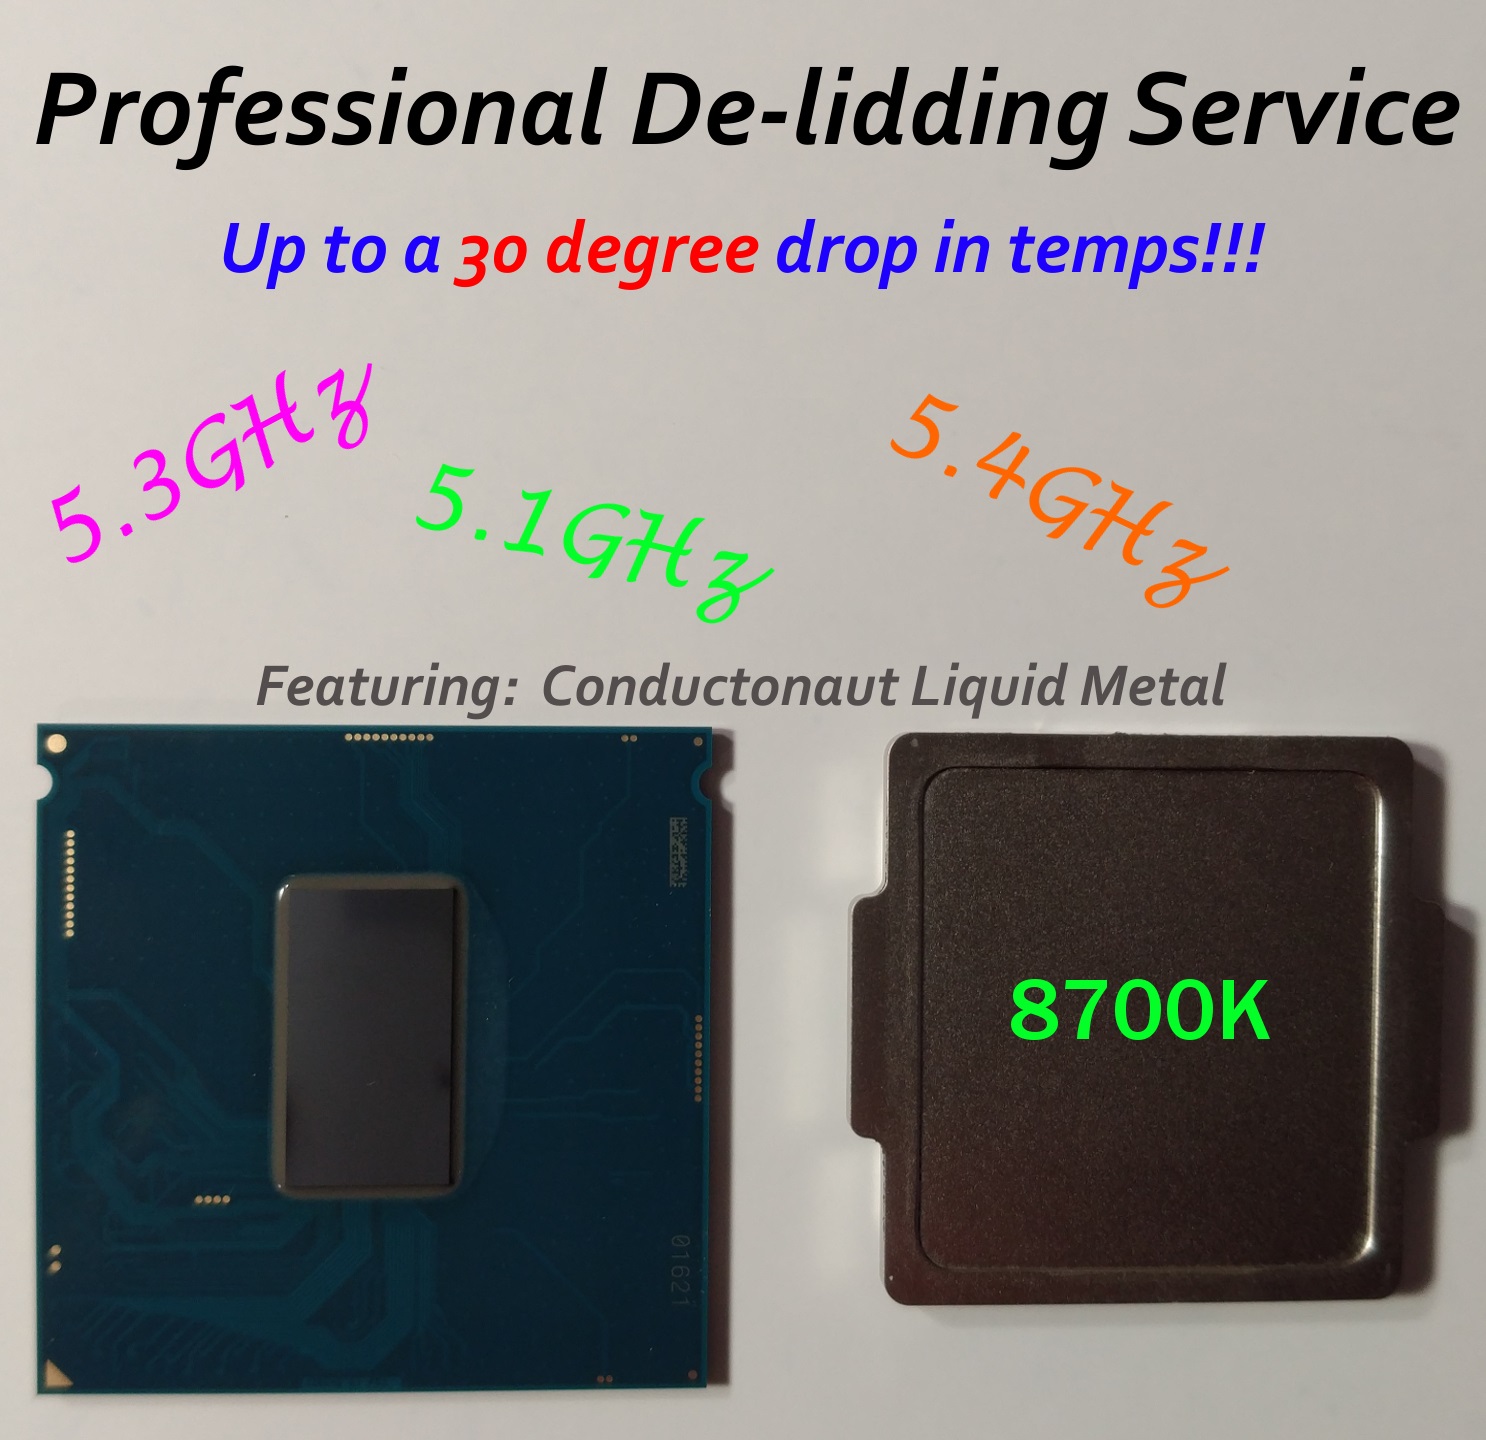 Professional De-lidding Service
Up to a 30 degree drop in temps!!!
5.3GHz
5.1GHz
5.4GHz
Featuring: Conductonaut Liquid Metal
8700K
01621